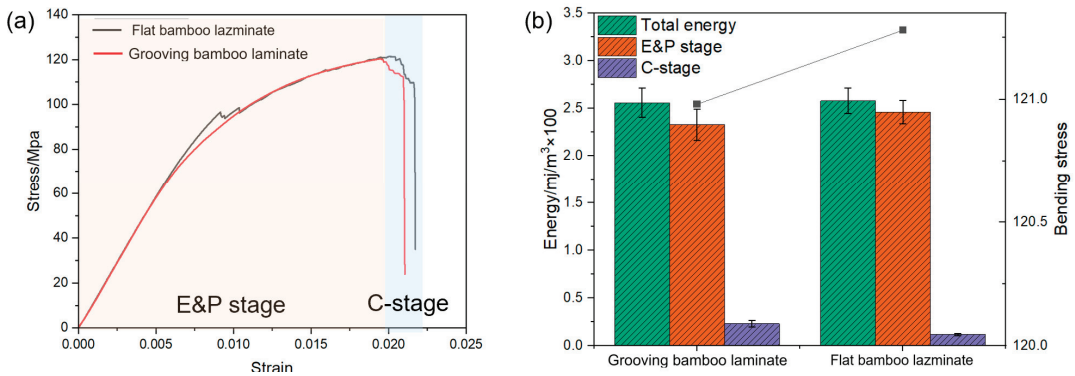 (a)
Stress/Mpa
140
120
100
80
60
40
20
0
Flat bamboo lazminate
Grooving bamboo laminate
E&P stage
C-stage
0.000 0.005 0.010 0.015 0.020 0.025
Strain
(b)
Energy/mj/m³×100
3.5
3.0
2.5
2.0
1.5
1.0
0.5
0.0
Total energy
E&P stage
C-stage
121.0
120.5
120.0
Bending stress
Grooving bamboo laminate Flat bamboo lazminate